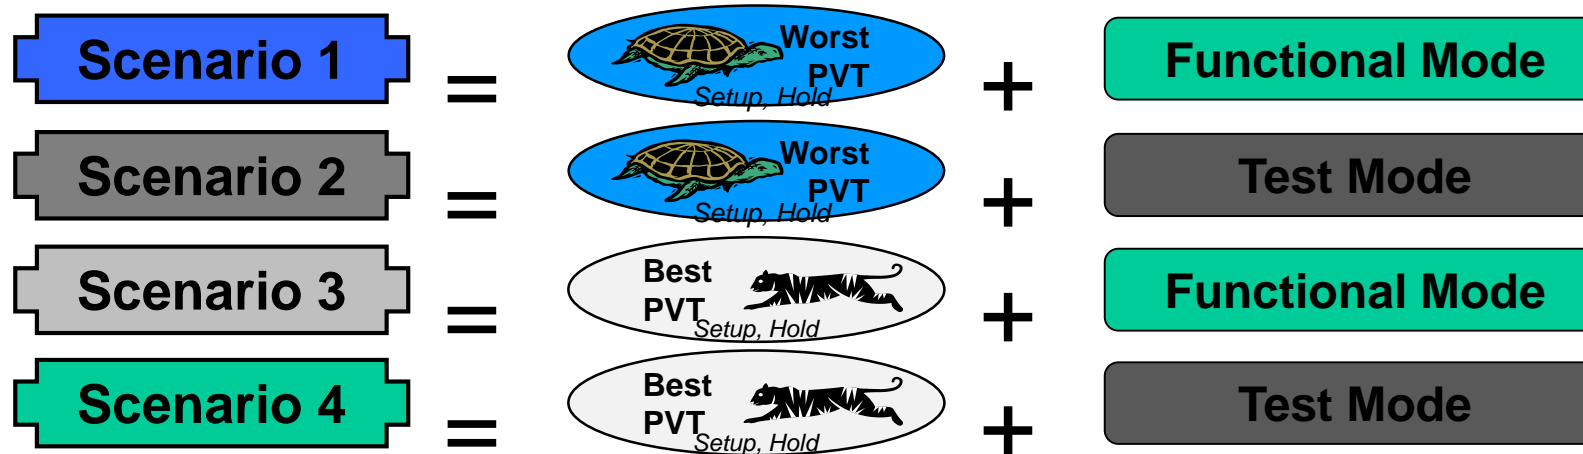 Scenario 1 = Worst + Functional Mode
PVT
Setup, Hold
Scenario 2 = Worst + Test Mode
PVT
Setup, Hold
Scenario 3 = Best + Functional Mode
PVT
Setup, Hold
Scenario 4 = Best + Test Mode
PVT
Setup, Hold